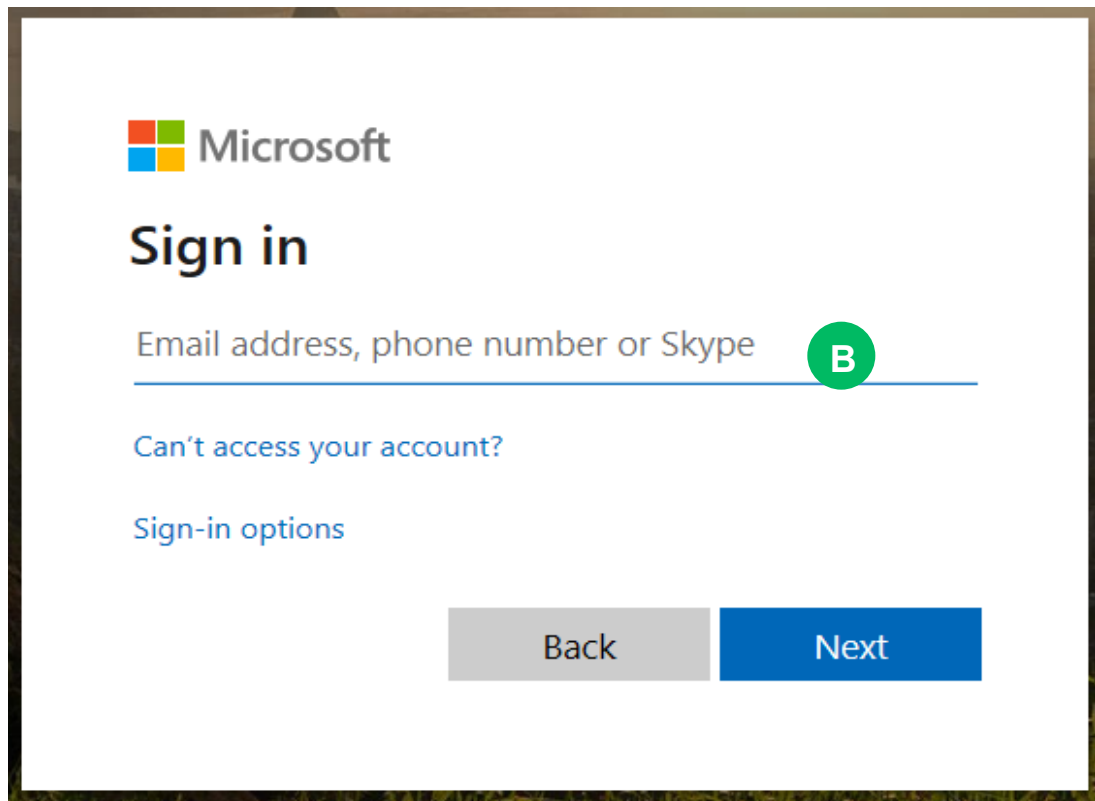 Microsoft
Sign in
Email address, phone number or Skype
B
Can't access your account?
Sign-in options
Back
Next